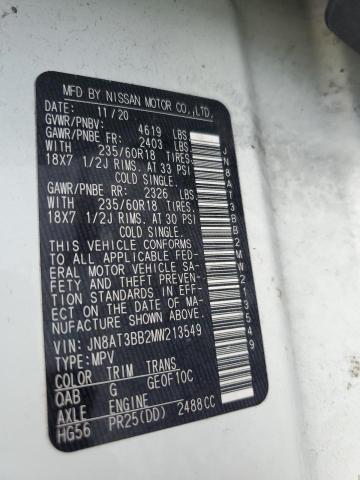 MFD BY NISSAN MOTOR CO.,LTD.
DATE: 11/20
GVWR/PNBV: 4619 LBS
GAWR/PNBE FR: 2403 LBS
WITH 235/60R18 TIRES,
18X7 1/2J RIMS, AT 33 PSI
COLD SINGLE.
GAWR/PNBE RR: 2326 LBS
WITH 235/60R18 TIRES,
18X7 1/2J RIMS, AT 30 PSI
COLD SINGLE.
THIS VEHICLE CONFORMS
TO ALL APPLICABLE FED-
ERAL MOTOR VEHICLE SA-
FETY AND THEFT PREVEN-
TION STANDARDS IN EFF-
ECT ON THE DATE OF MA-
NUFACTURE SHOWN ABOVE.
VIN: JN8AT3BB2MW213549
TYPE:MPV
COLOR TRIM TRANS
QAB G GE0F10C
AXLE ENGINE
HG56 PR25(DD) 2488CC
JN8AT3BB2MW213549